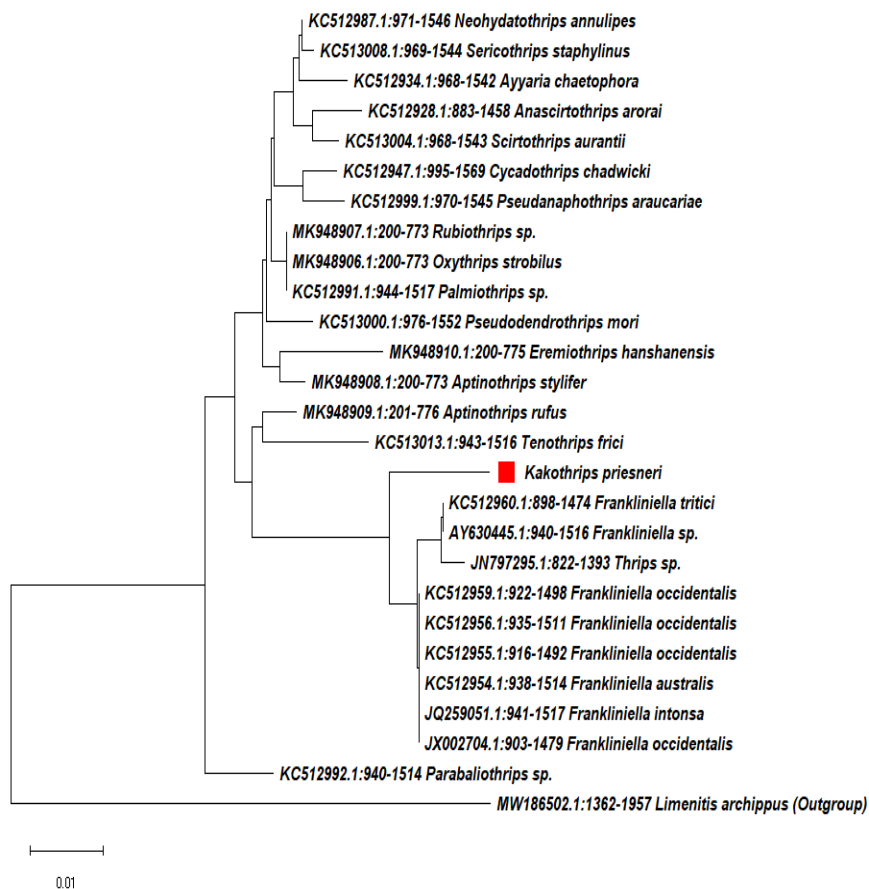 KC512987.1:971-1546 Neohydatothrips annulipes
KC513008.1:969-1544 Sericothrips staphylinus
KC512934.1:968-1542 Ayyaria chaetophora
KC512928.1:883-1458 Anascirtothrips arorai
KC513004.1:968-1543 Scirtothrips aurantii
KC512947.1:995-1569 Cycadothrips chadwicki
KC512999.1:970-1545 Pseudanaphothrips araucariae
MK948907.1:200-773 Rubiothrips sp.
MK948906.1:200-773 Oxythrips strobilus
KC512991.1:944-1517 Palmiothrips sp.
KC513000.1:976-1552 Pseudodendrothrips mori
MK948910.1:200-775 Eremiothrips hanshanensis
MK948908.1:200-773 Aptinothrips stylifer
MK948909.1:201-776 Aptinothrips rufus
KC513013.1:943-1516 Tenothrips frici
Kakothrips priesneri
KC512960.1:898-1474 Frankliniella tritici
AY630445.1:940-1516 Frankliniella sp.
JN797295.1:822-1393 Thrips sp.
KC512959.1:922-1498 Frankliniella occidentalis
KC512956.1:935-1511 Frankliniella occidentalis
KC512955.1:916-1492 Frankliniella occidentalis
KC512954.1:938-1514 Frankliniella australis
JQ259051.1:941-1517 Frankliniella intonsa
JX002704.1:903-1479 Frankliniella occidentalis
KC512992.1:940-1514 Parabaliothrips sp.
MW186502.1:1362-1957 Limenitis archippus (Outgroup)
0.01